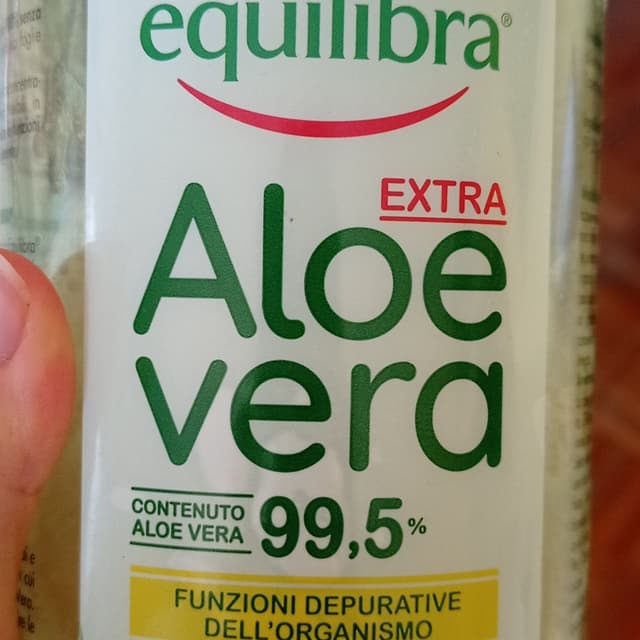 equilibra®
EXTRA
Aloe
vera
CONTENUTO
ALOE VERA
99,5%
FUNZIONI DEPURATIVE
DELL'ORGANISMO